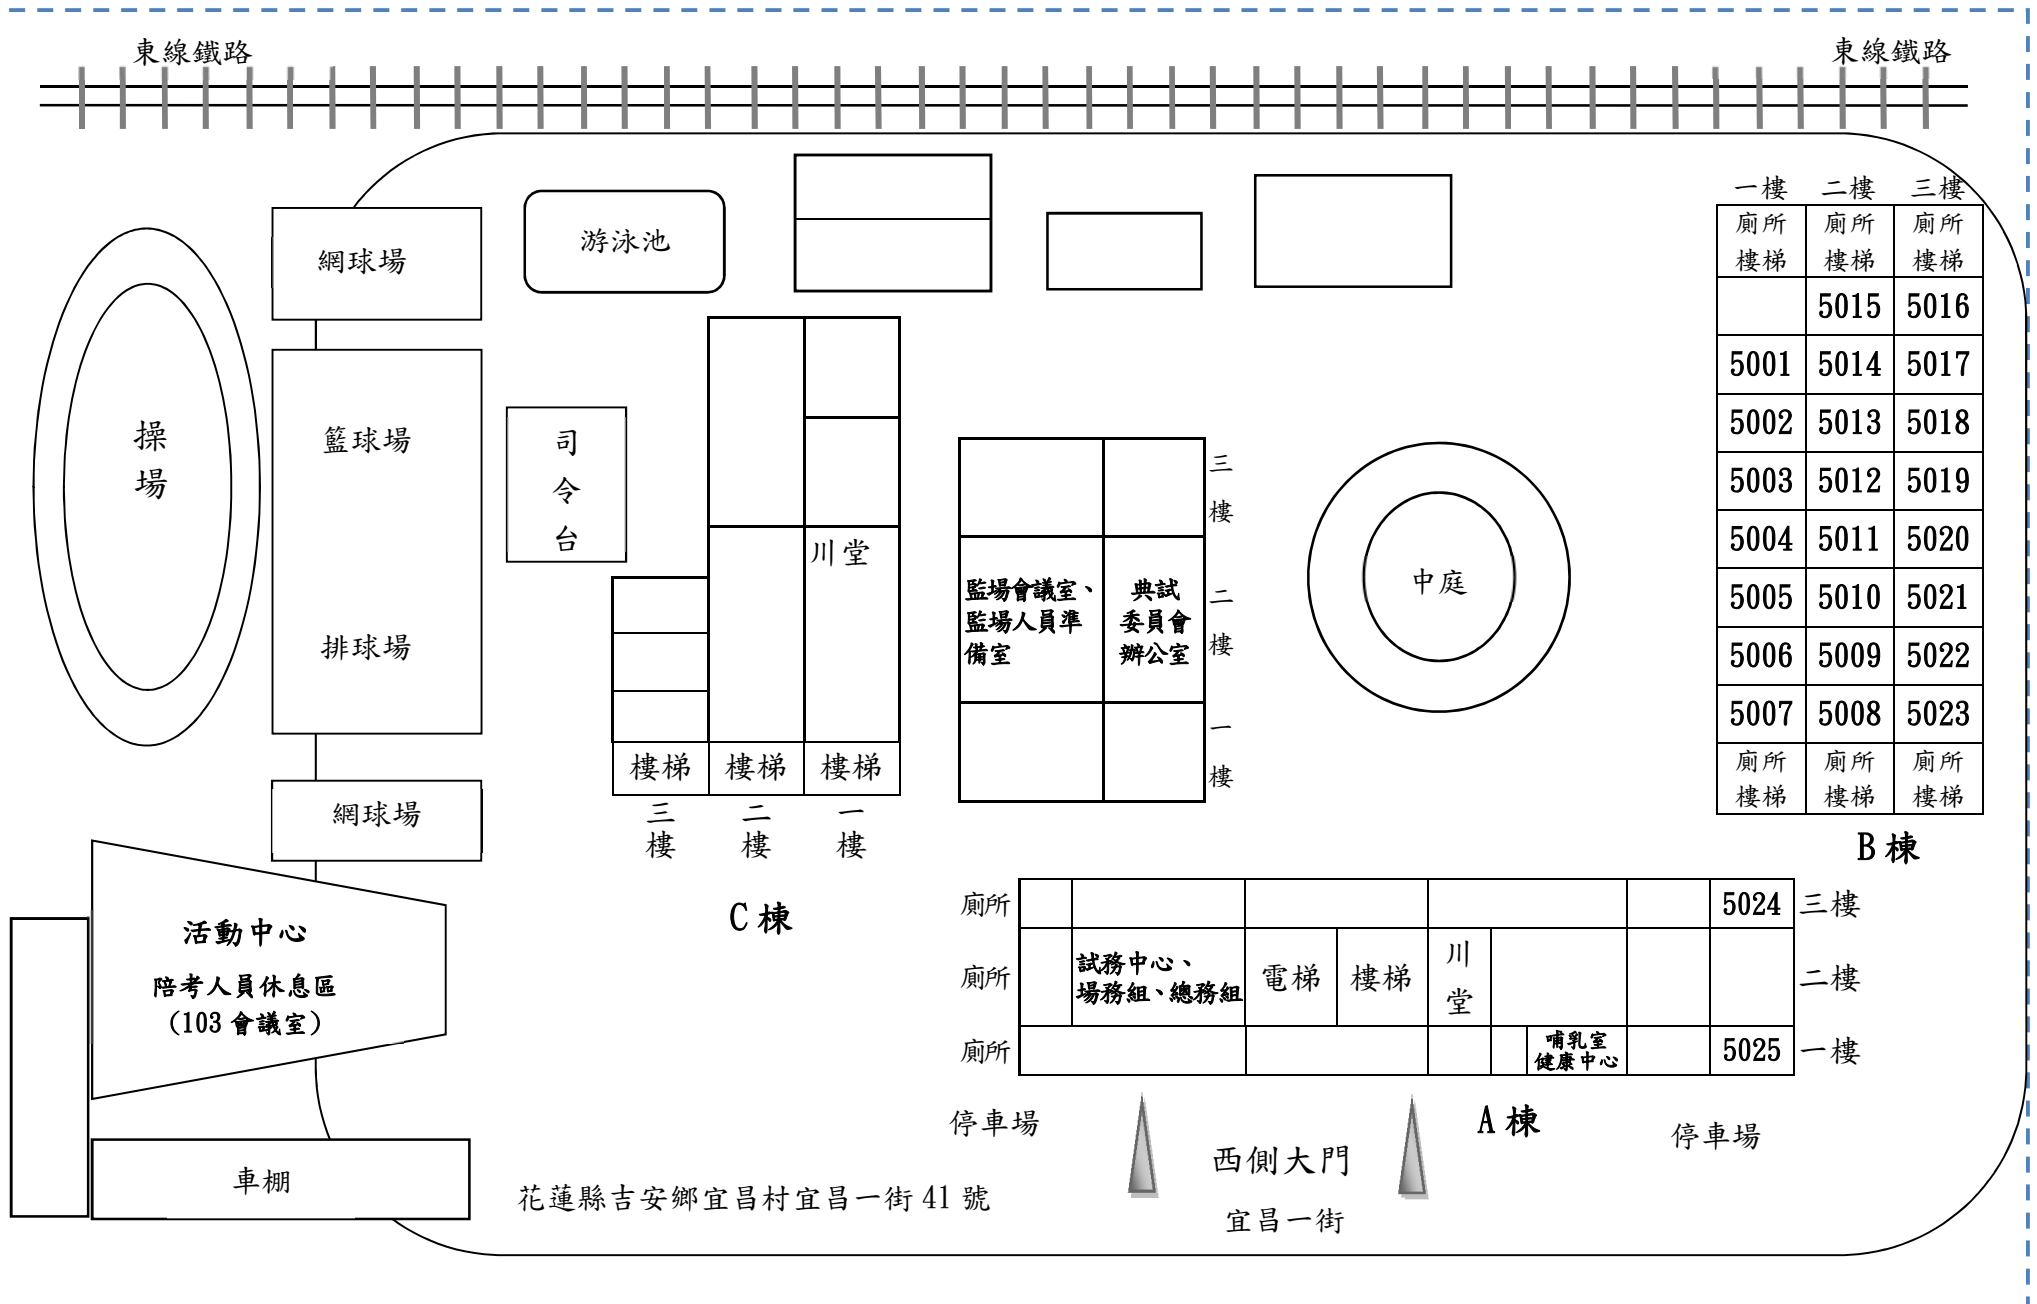 東線鐵路
東線鐵路
一樓 二樓 三樓
廁所 廁所 廁所
樓梯 樓梯 樓梯
5015 5016
5001 5014 5017
5002 5013 5018
5003 5012 5019
5004 5011 5020
5005 5010 5021
5006 5009 5022
5007 5008 5023
廁所 廁所 廁所
樓梯 樓梯 樓梯
B 棟
網球場
游泳池
操
場
籃球場
排球場
司
令
台
川堂
樓梯 樓梯 樓梯
三 二 一
樓 樓 樓
C 棟
三
樓
監場會議室、
監場人員準
備室
典試
委員會
辦公室
二
樓
一
樓
中庭
網球場
活動中心
陪考人員休息區
(103 會議室)
車棚
廁所 5024 三樓
廁所
試務中心、
場務組、總務組
電梯 樓梯
川
堂
二樓
廁所
哺乳室
健康中心
5025 一樓
停車場
A 棟
停車場
西側大門
花蓮縣吉安鄉宜昌村宜昌一街 41 號
宜昌一街